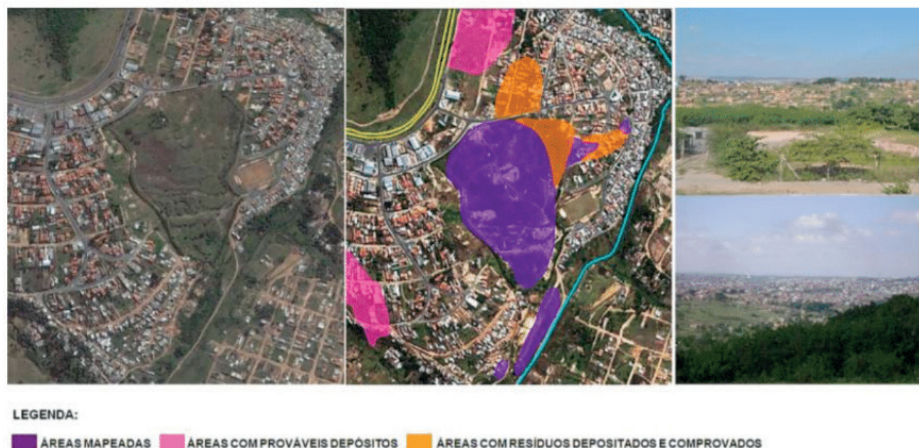 LEGENDA:
ÁREAS MAPEADAS ÁREAS COM PROVÁVEIS DEPÓSITOS ÁREAS COM RESÍDUOS DEPOSITADOS E COMPROVADOS